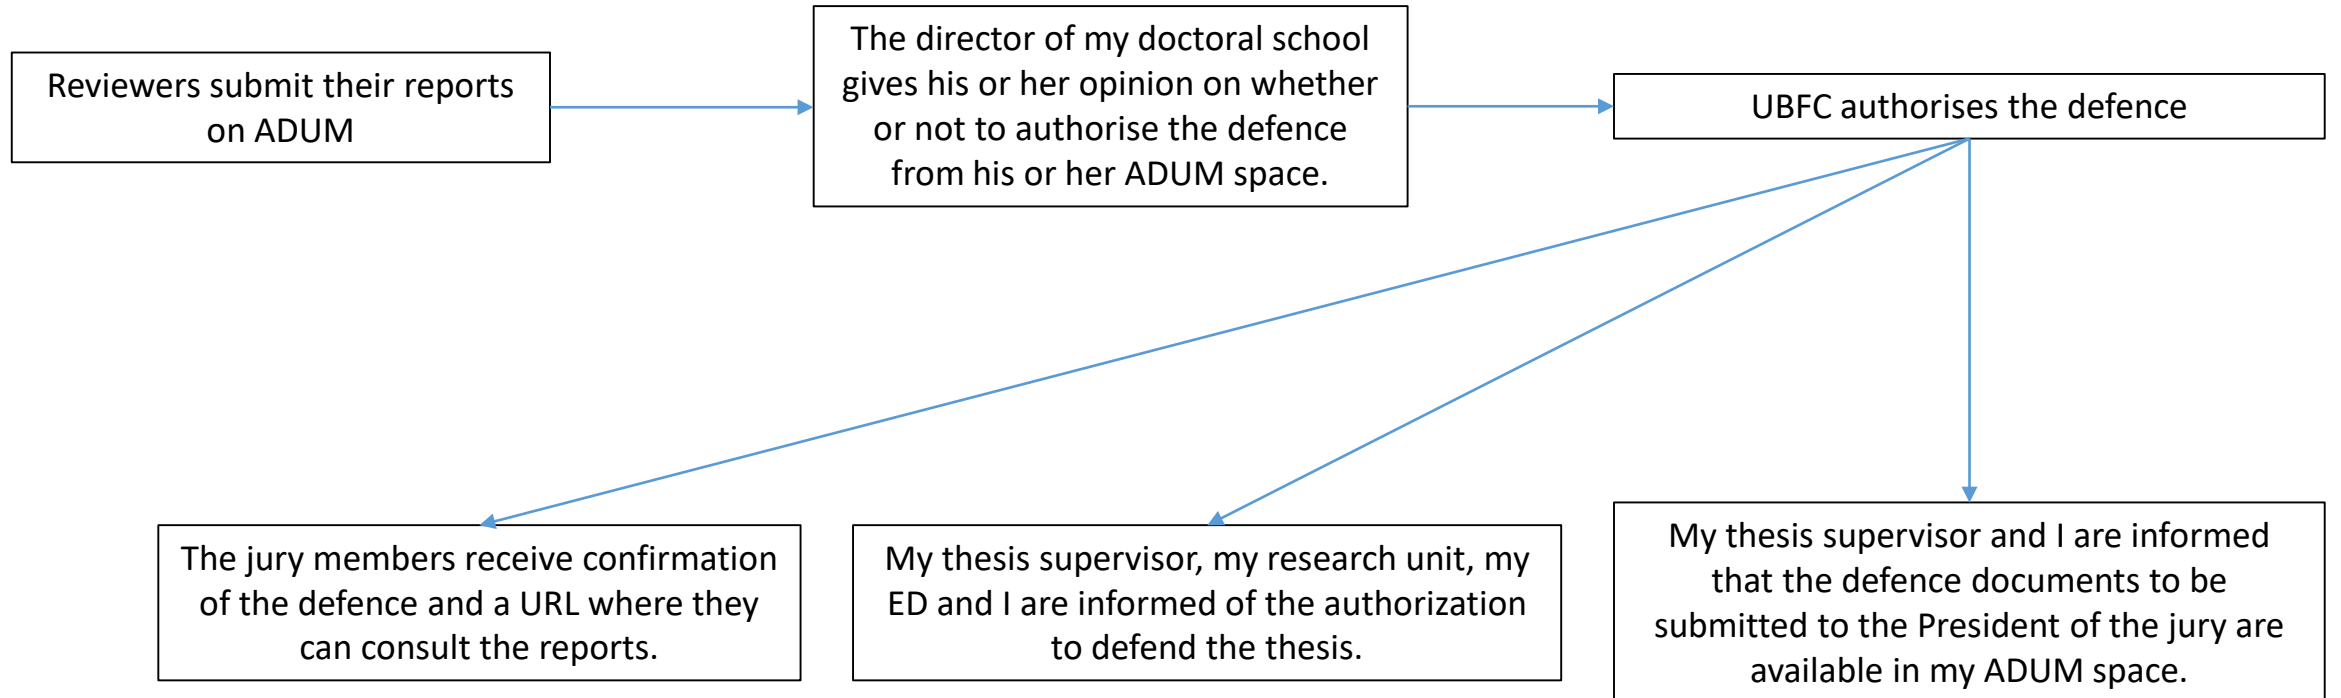 Reviewers submit their reports
on ADUM
The director of my doctoral school
gives his or her opinion on whether
or not to authorise the defence
from his or her ADUM space.
UBFC authorises the defence
The jury members receive confirmation
of the defence and a URL where they
can consult the reports.
My thesis supervisor, my research unit, my
ED and I are informed of the authorization
to defend the thesis.
My thesis supervisor and I are informed
that the defence documents to be
submitted to the President of the jury are
available in my ADUM space.